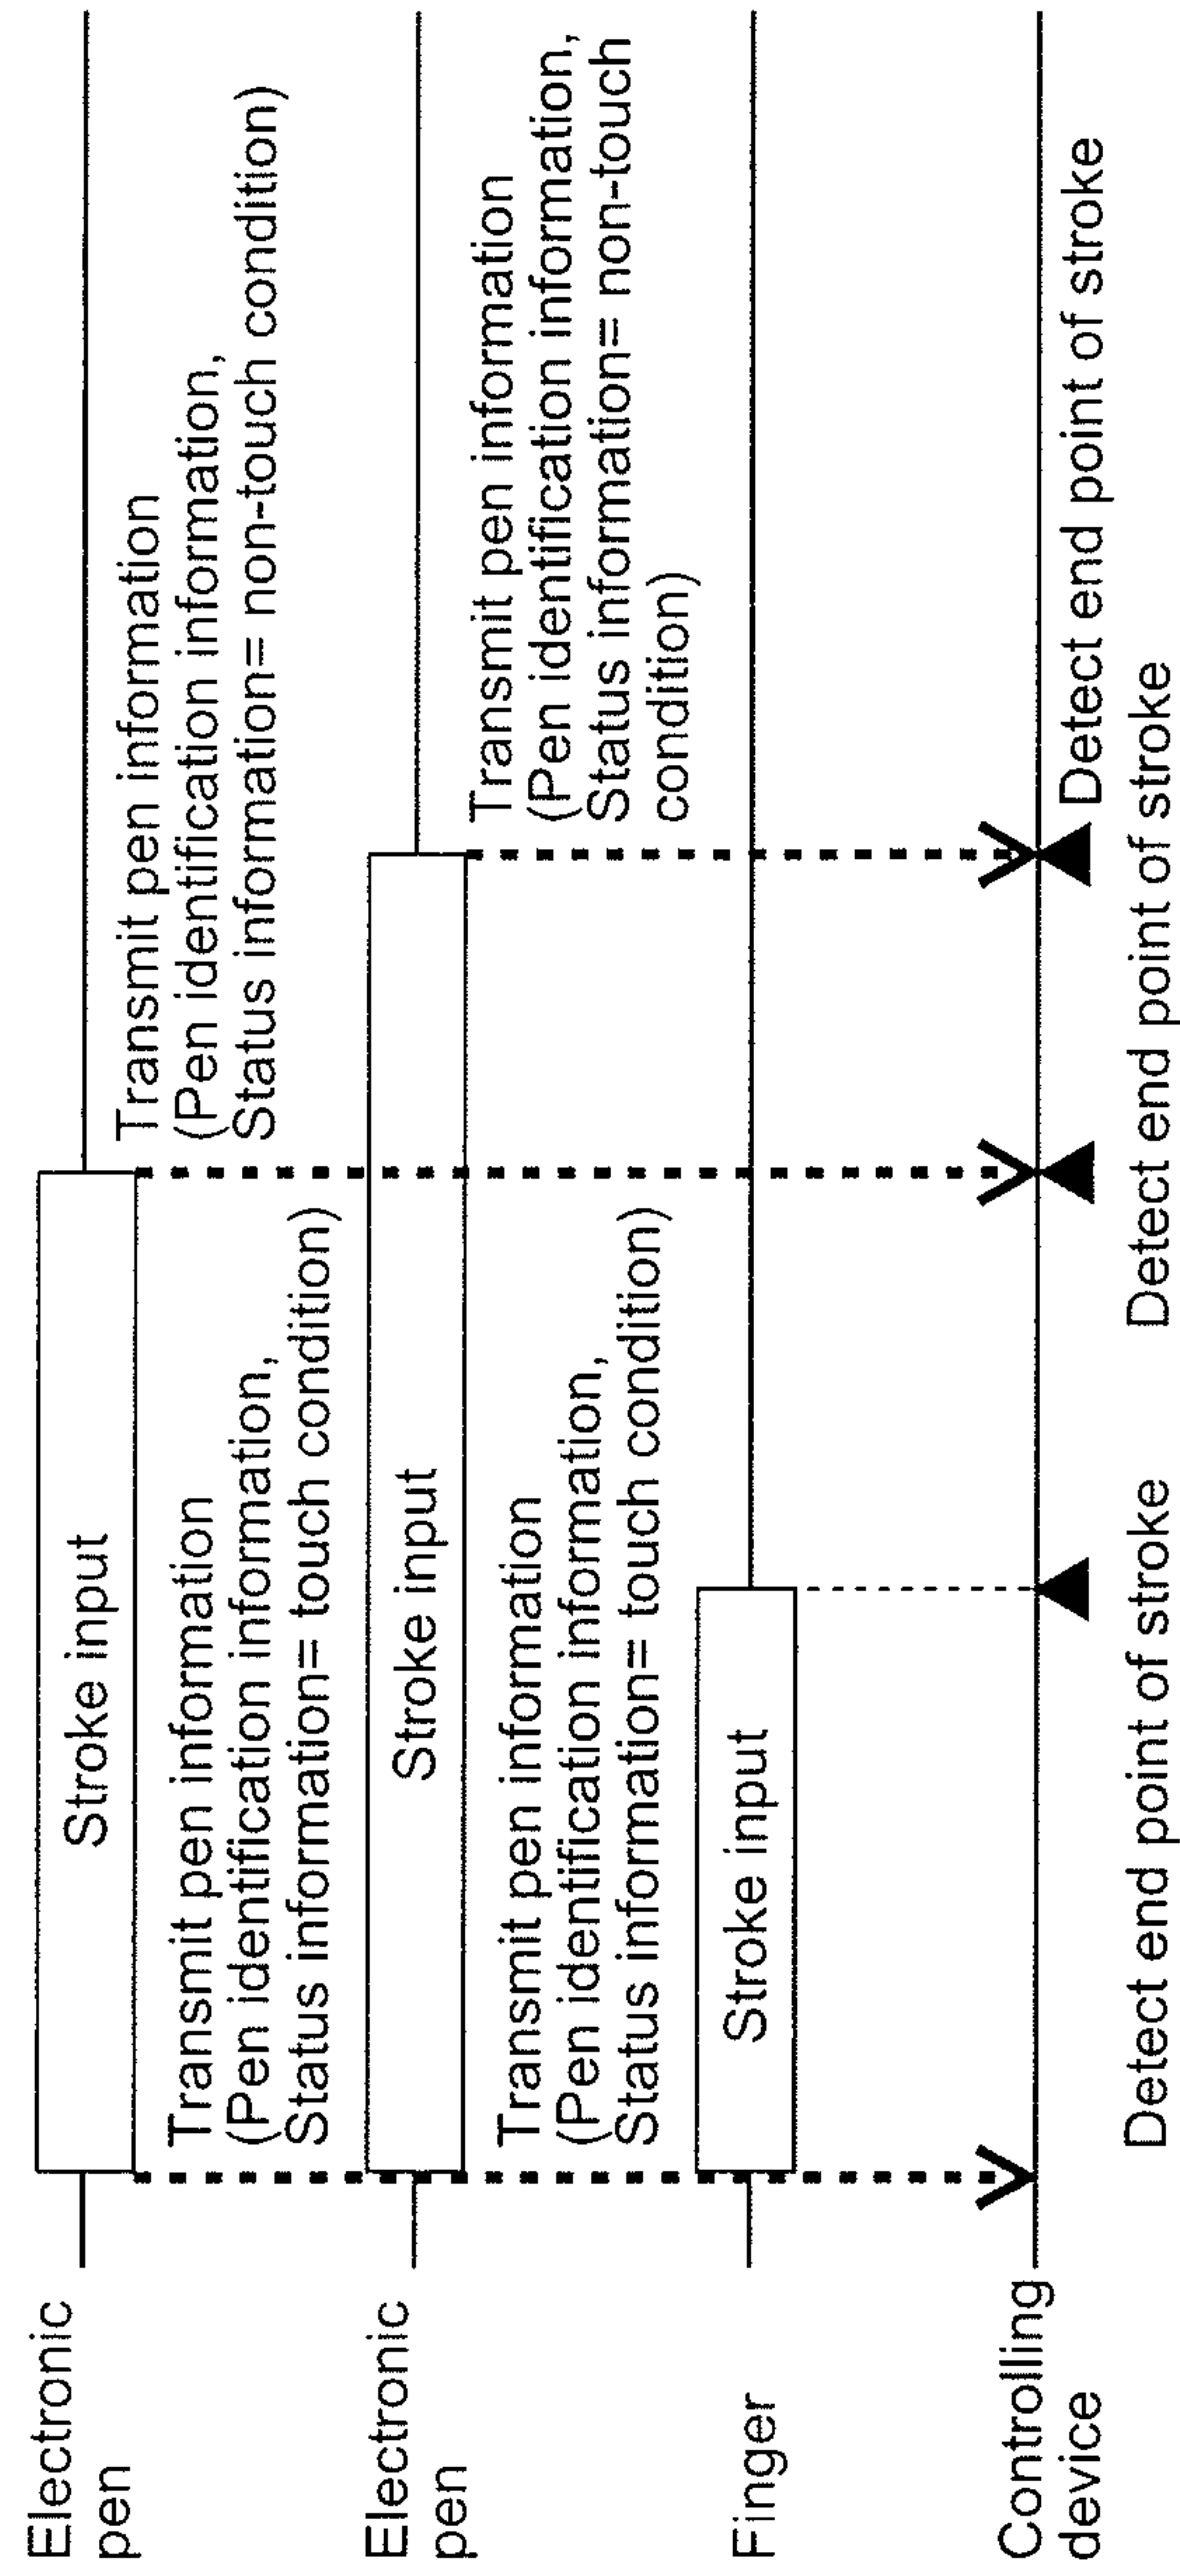 Electronic
pen
Stroke input
Transmit pen information
(Pen identification information,
Status information= non-touch condition)
Transmit pen information
(Pen identification information,
Status information= touch condition)
Electronic
pen
Stroke input
Transmit pen information
(Pen identification information,
Status information= non-touch
condition)
Transmit pen information
(Pen identification information,
Status information= touch condition)
Finger
Stroke input
Controlling
device
Detect end point of stroke
Detect end point of stroke
Detect end point of stroke